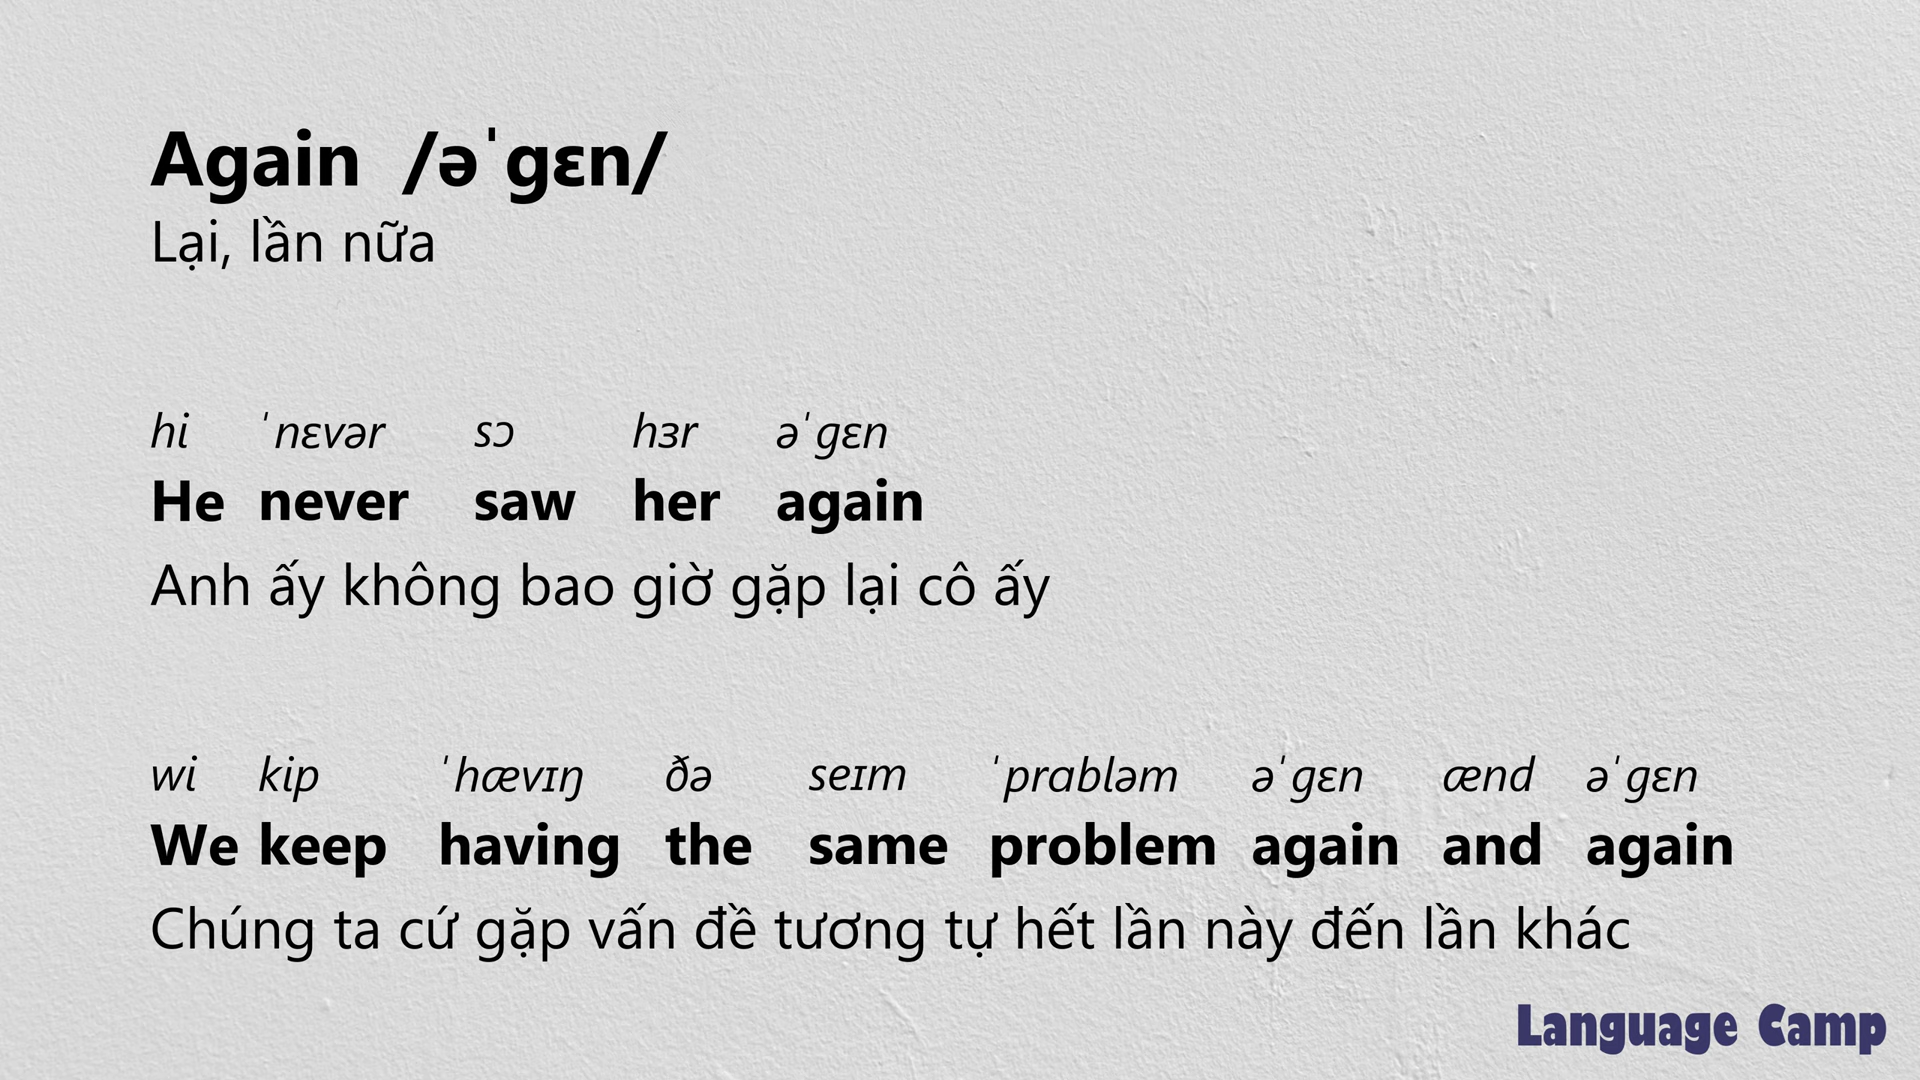 Again /əˈgɛn/
Lại, lần nữa
hi ˈnɛvər sɔ hɜr əˈgɛn
He never saw her again
Anh ấy không bao giờ gặp lại cô ấy
wi kip ˈhævɪŋ ðə seɪm ˈprɑbləm əˈgɛn ænd əˈgɛn
We keep having the same problem again and again
Chúng ta cứ gặp vấn đề tương tự hết lần này đến lần khác
Language Camp